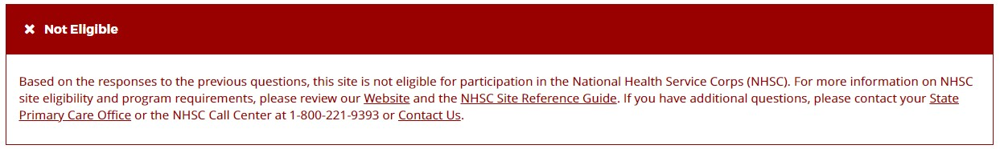 ✖ Not Eligible
Based on the responses to the previous questions, this site is not eligible for participation in the National Health Service Corps (NHSC). For more information on NHSC
site eligibility and program requirements, please review our Website and the NHSC Site Reference Guide. If you have additional questions, please contact your State
Primary Care Office or the NHSC Call Center at 1-800-221-9393 or Contact Us.